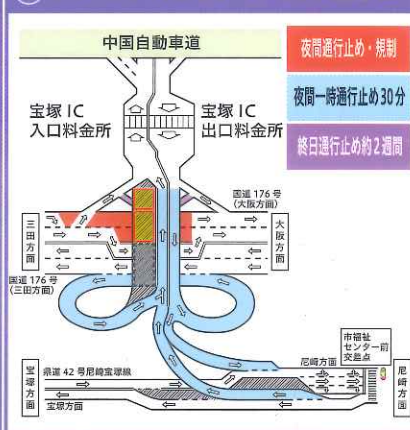 中国自動車道
夜間通行止め・規制
夜間一時通行止め30分
終日通行止め約2週間
宝塚IC
入口料金所
宝塚IC
出口料金所
国道176号
(大阪方面)
三田方面
大阪方面
国道176号
(三田方面)
市福祉
センター前
交差点
尼崎方面
宝塚方面
県道42号尼崎宝塚線
宝塚方面
尼崎方面